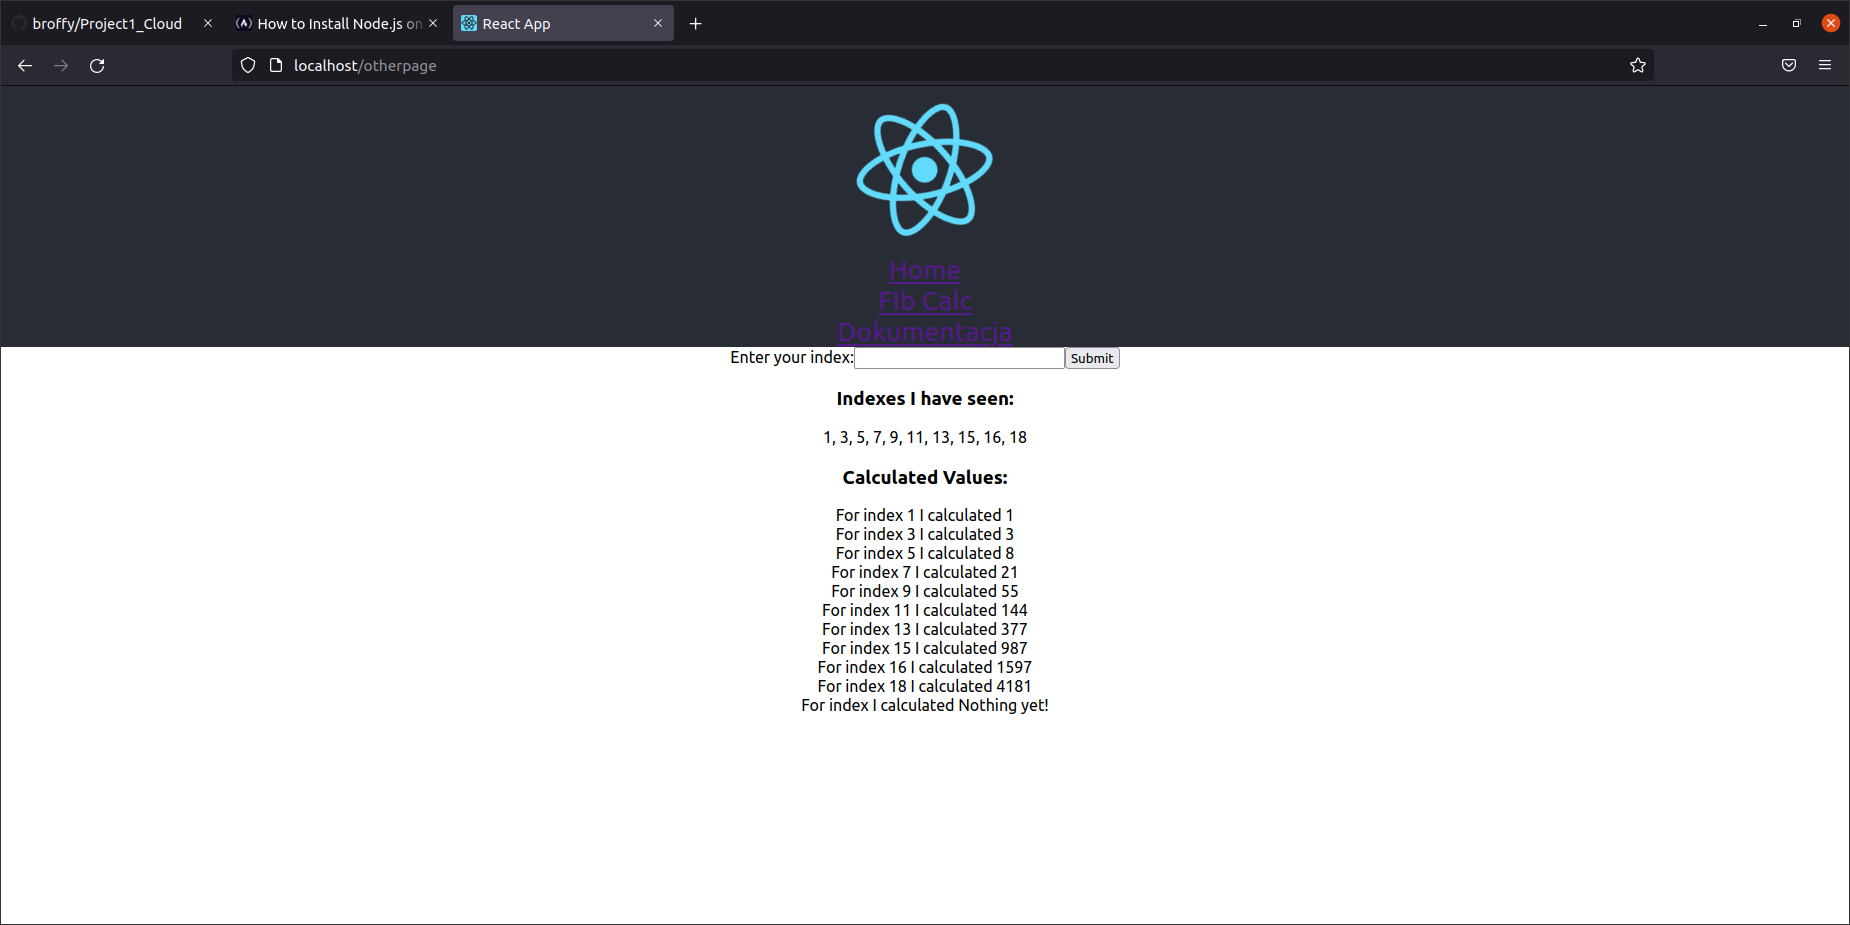 broffy/Project1_Cloud
How to Install Node.js on
React App
localhost/otherpage
Home
FIb Calc
Dokumentacja
Enter your index: Submit
Indexes I have seen:
1, 3, 5, 7, 9, 11, 13, 15, 16, 18
Calculated Values:
For index 1 I calculated 1
For index 3 I calculated 3
For index 5 I calculated 8
For index 7 I calculated 21
For index 9 I calculated 55
For index 11 I calculated 144
For index 13 I calculated 377
For index 15 I calculated 987
For index 16 I calculated 1597
For index 18 I calculated 4181
For index I calculated Nothing yet!